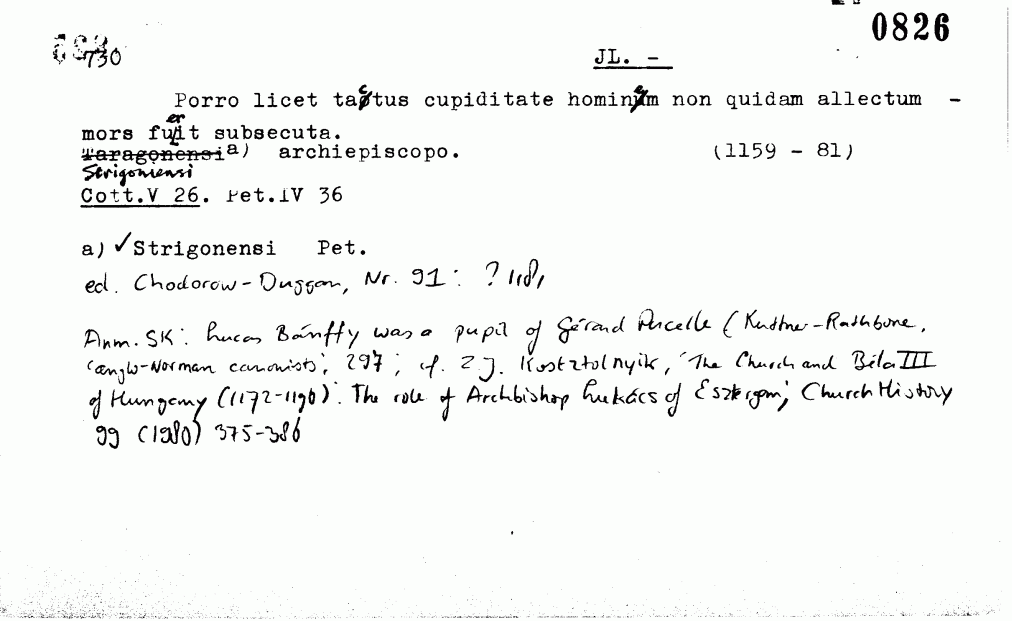 0826
730 JL. -
Porro licet tactus cupiditate hominem non quidam allectum -
mors fuerit subsecuta.
Taragonensi a) archiepiscopo. (1159 - 81)
Strigoniensi
Cott.V 26. Pet.IV 36
a) ✓Strigonensi Pet.
ed. Chodorow-Duggan, Nr. 91: ? 1181
Anm. SK: Lucas Bánffy was a pupil of Gérard Pucelle (Kuttner-Rathbone,
'anglo-Norman canonists', 297; cf. Z.J. Kosztolnyik, 'The Church and Béla III
of Hungary (1172-1196): The role of Archbishop Lukács of Esztergom', Church History
99 (1980) 375-386